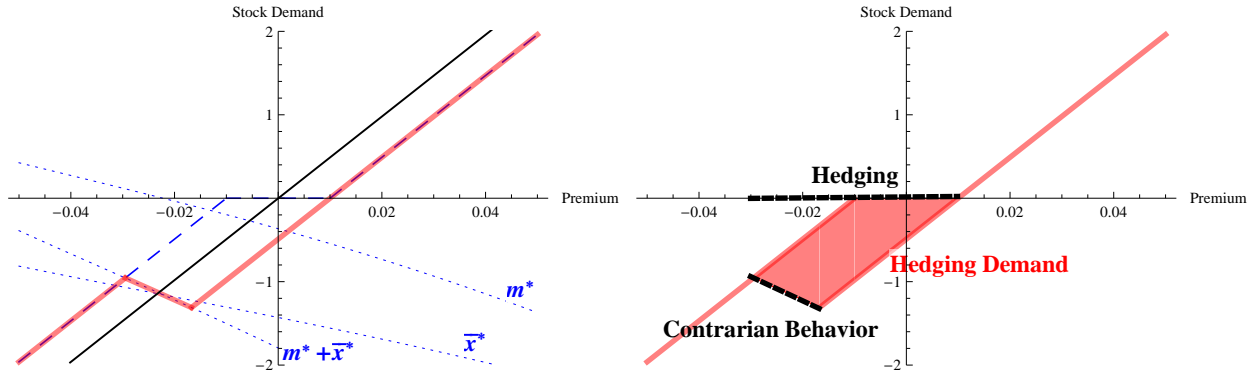 Stock Demand
2
1
−0.04
−0.02
0.02
0.04
Premium
−1
−2
m*
x̅*
m* + x̅*
Stock Demand
2
1
Hedging
−0.04
−0.02
0.02
0.04
Premium
−1
Hedging Demand
Contrarian Behavior
−2